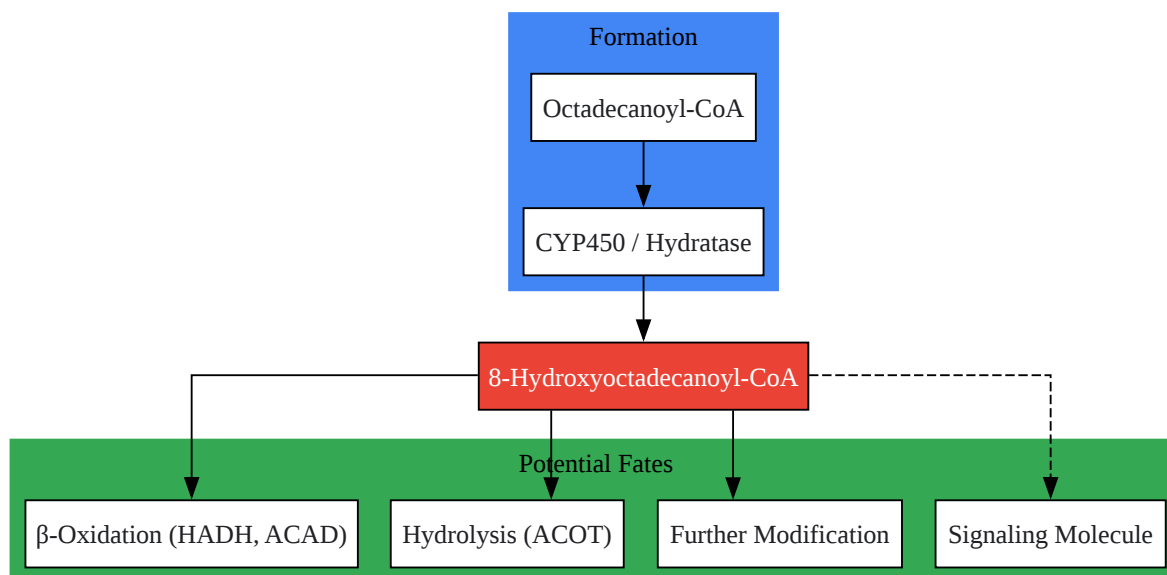 Formation
Octadecanoyl-CoA
CYP450 / Hydratase
8-Hydroxyoctadecanoyl-CoA
Potential Fates
β-Oxidation (HADH, ACAD)
Hydrolysis (ACOT)
Further Modification
Signaling Molecule